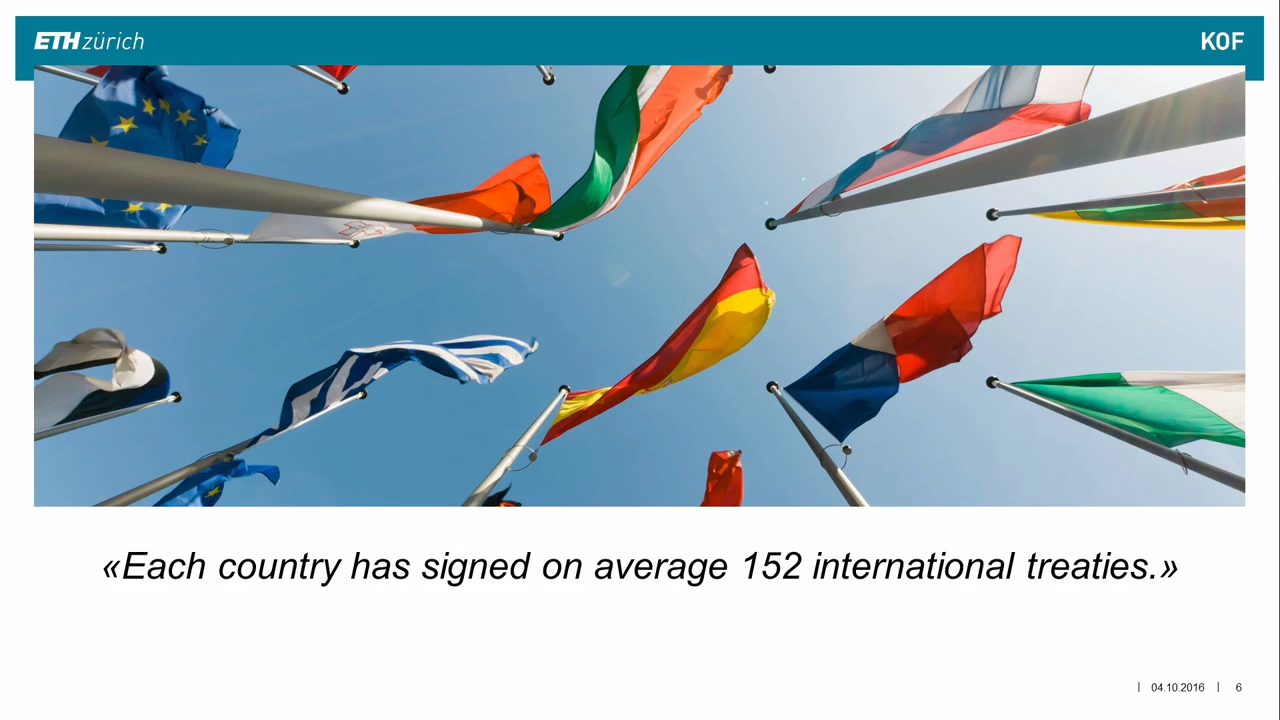 ETH zürich
KOF
«Each country has signed on average 152 international treaties.»
| 04.10.2016 | 6